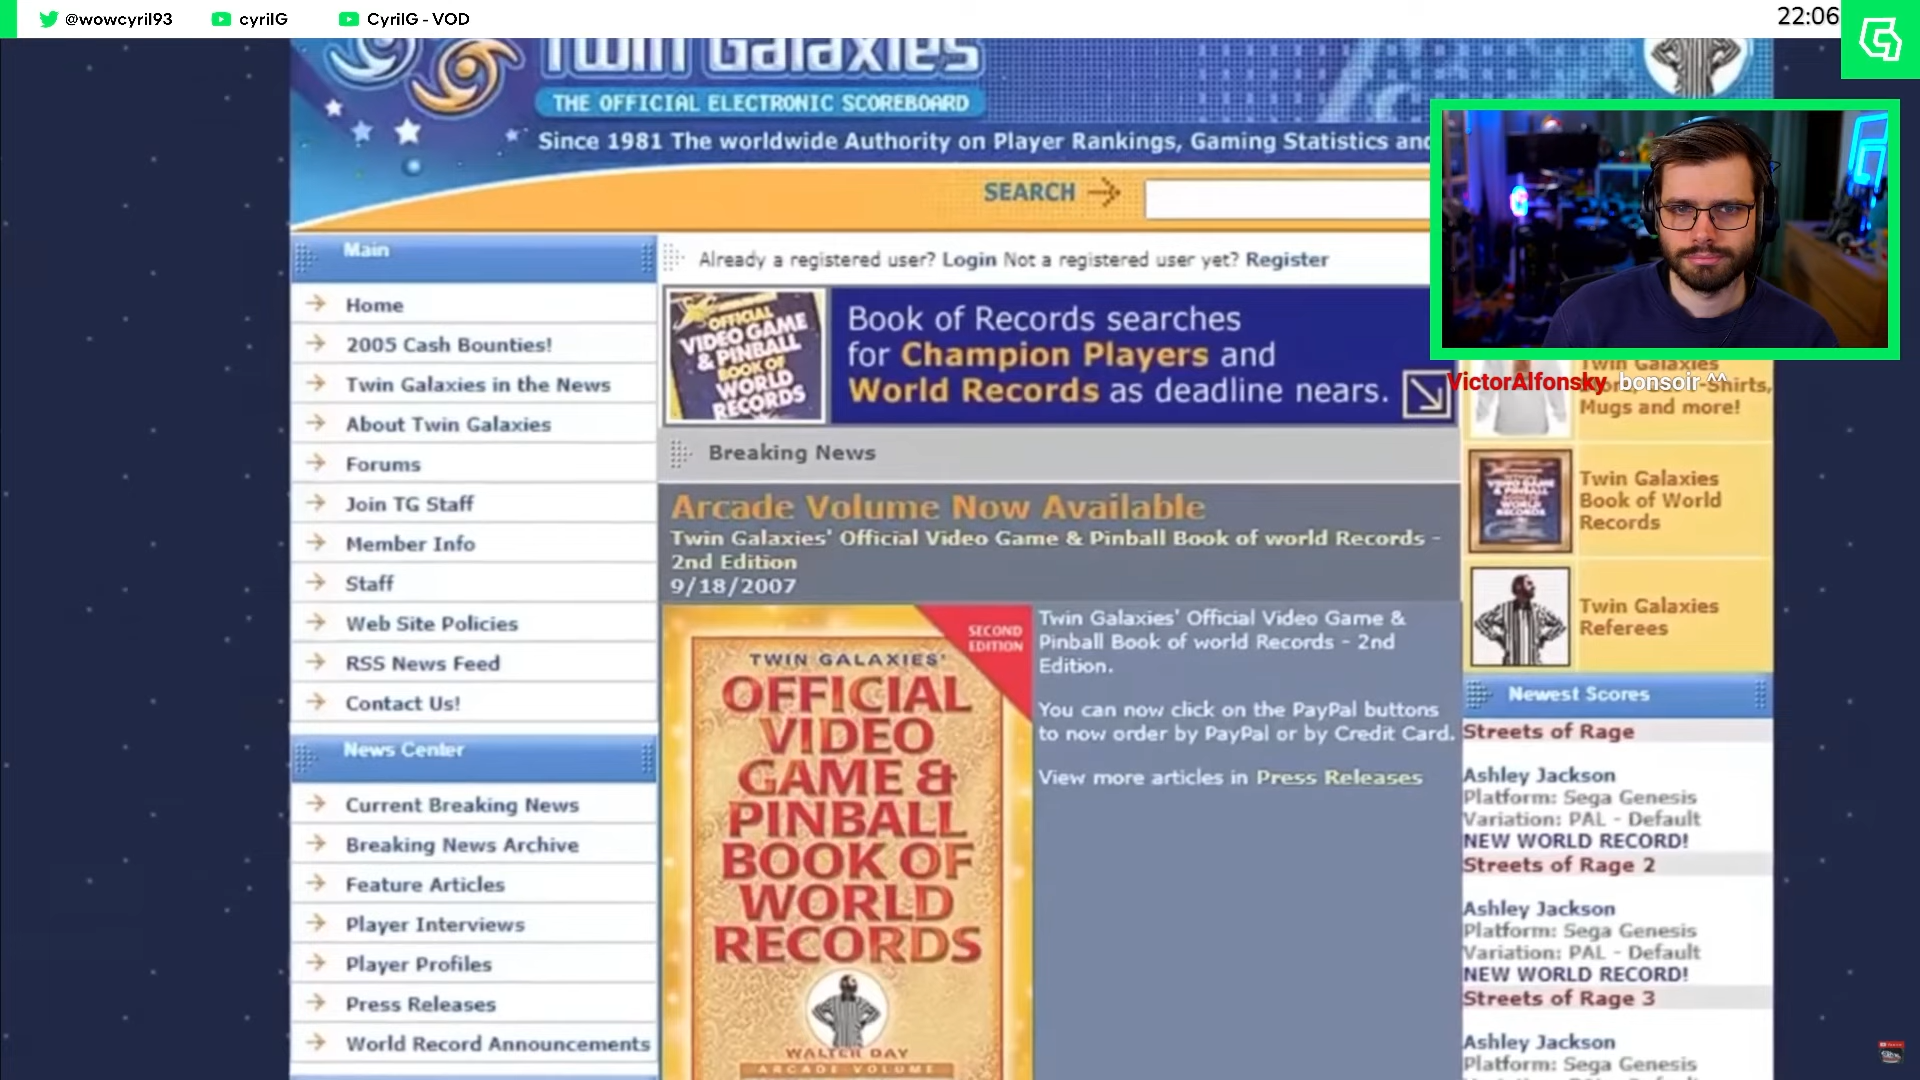 @wowcyril93
cyrilG
CyrilG - VOD
22:06
Twin Galaxies
THE OFFICIAL ELECTRONIC SCOREBOARD
Since 1981 The worldwide Authority on Player Rankings, Gaming Statistics and
SEARCH
Main
Home
2005 Cash Bounties!
Twin Galaxies in the News
About Twin Galaxies
Forums
Join TG Staff
Member Info
Staff
Web Site Policies
RSS News Feed
Contact Us!
News Center
Current Breaking News
Breaking News Archive
Feature Articles
Player Interviews
Player Profiles
Press Releases
World Record Announcements
Already a registered user? Login Not a registered user yet? Register
OFFICIAL
VIDEO GAME
& PINBALL
BOOK OF
WORLD
RECORDS
Book of Records searches
for Champion Players and
World Records as deadline nears.
Breaking News
Arcade Volume Now Available
Twin Galaxies' Official Video Game & Pinball Book of world Records -
2nd Edition
9/18/2007
SECOND
EDITION
TWIN GALAXIES'
OFFICIAL
VIDEO
GAME &
PINBALL
BOOK OF
WORLD
RECORDS
WALTER DAY
ARCADE VOLUME
Twin Galaxies' Official Video Game &
Pinball Book of world Records - 2nd
Edition.
You can now click on the PayPal buttons
to now order by PayPal or by Credit Card.
View more articles in Press Releases
VictorAlfonsky bonsoir ^^
Twin Galaxies
Shirts,
Mugs and more!
Twin Galaxies
Book of World
Records
Twin Galaxies
Referees
Newest Scores
Streets of Rage
Ashley Jackson
Platform: Sega Genesis
Variation: PAL - Default
NEW WORLD RECORD!
Streets of Rage 2
Ashley Jackson
Platform: Sega Genesis
Variation: PAL - Default
NEW WORLD RECORD!
Streets of Rage 3
Ashley Jackson
Platform: Sega Genesis